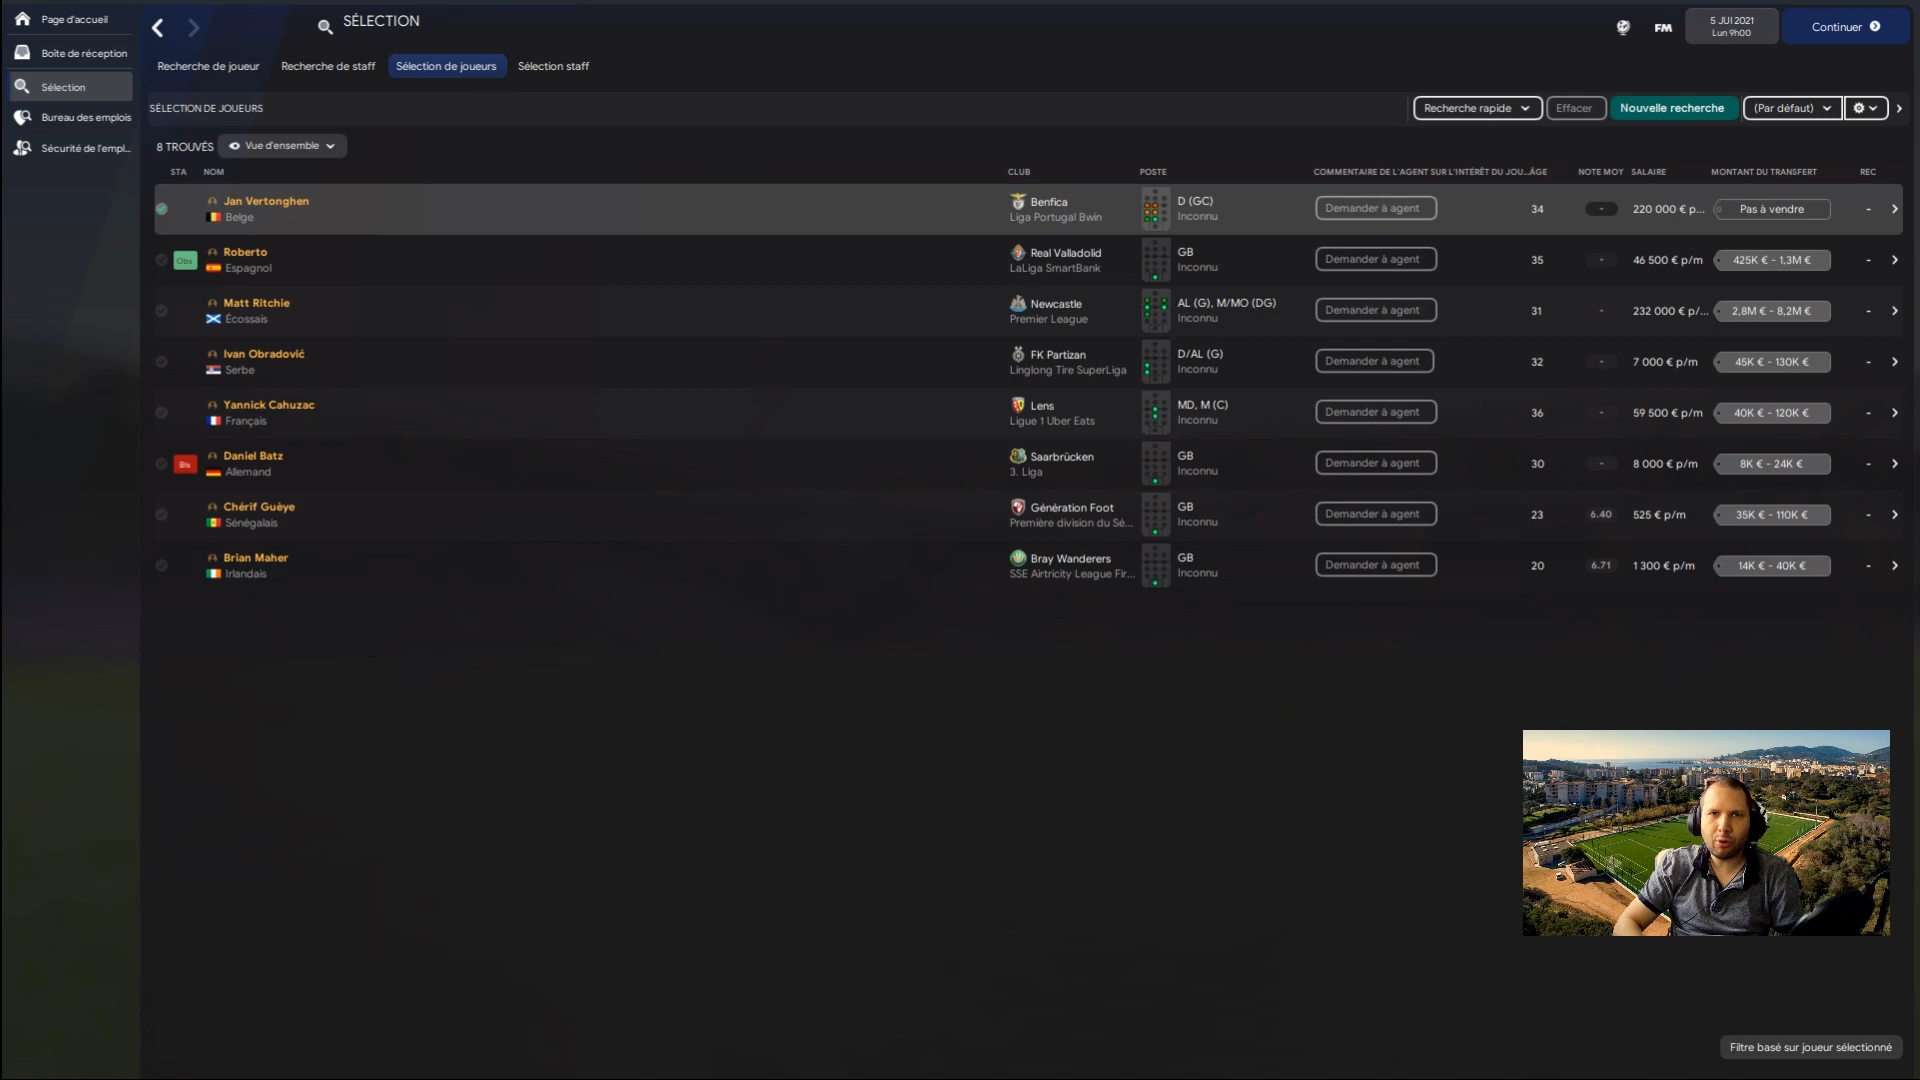 Page d'accueil
SÉLECTION
FM
5 JUI 2021
Lun 9h00
Continuer
Boîte de réception
Recherche de joueur
Recherche de staff
Sélection de joueurs
Sélection staff
Sélection
Bureau des emplois
Sécurité de l'empl...
SÉLECTION DE JOUEURS
Recherche rapide
Effacer
Nouvelle recherche
(Par défaut)
8 TROUVÉS
Vue d'ensemble
STA NOM CLUB POSTE COMMENTAIRE DE L'AGENT SUR L'INTÉRÊT DU JOU...ÂGE NOTE MOY SALAIRE MONTANT DU TRANSFERT REC
Jan Vertonghen Benfica D (GC) Demander à agent 34 - 220 000 € p... Pas à vendre -
Belge Liga Portugal Bwin Inconnu
Obs Roberto Real Valladolid GB Demander à agent 35 - 46 500 € p/m 425K € - 1,3M € -
Espagnol LaLiga SmartBank Inconnu
Matt Ritchie Newcastle AL (G), M/MO (DG) Demander à agent 31 - 232 000 € p/... 2,8M € - 8,2M € -
Écossais Premier League Inconnu
Ivan Obradović FK Partizan D/AL (G) Demander à agent 32 - 7 000 € p/m 45K € - 130K € -
Serbe Linglong Tire SuperLiga Inconnu
Yannick Cahuzac Lens MD, M (C) Demander à agent 36 - 59 500 € p/m 40K € - 120K € -
Français Ligue 1 Uber Eats Inconnu
Bls Daniel Batz Saarbrücken GB Demander à agent 30 - 8 000 € p/m 8K € - 24K € -
Allemand 3. Liga Inconnu
Chérif Guèye Génération Foot GB Demander à agent 23 6.40 525 € p/m 35K € - 110K € -
Sénégalais Première division du Sé... Inconnu
Brian Maher Bray Wanderers GB Demander à agent 20 6.71 1 300 € p/m 14K € - 40K € -
Irlandais SSE Airtricity League Fir... Inconnu
Filtre basé sur joueur sélectionné